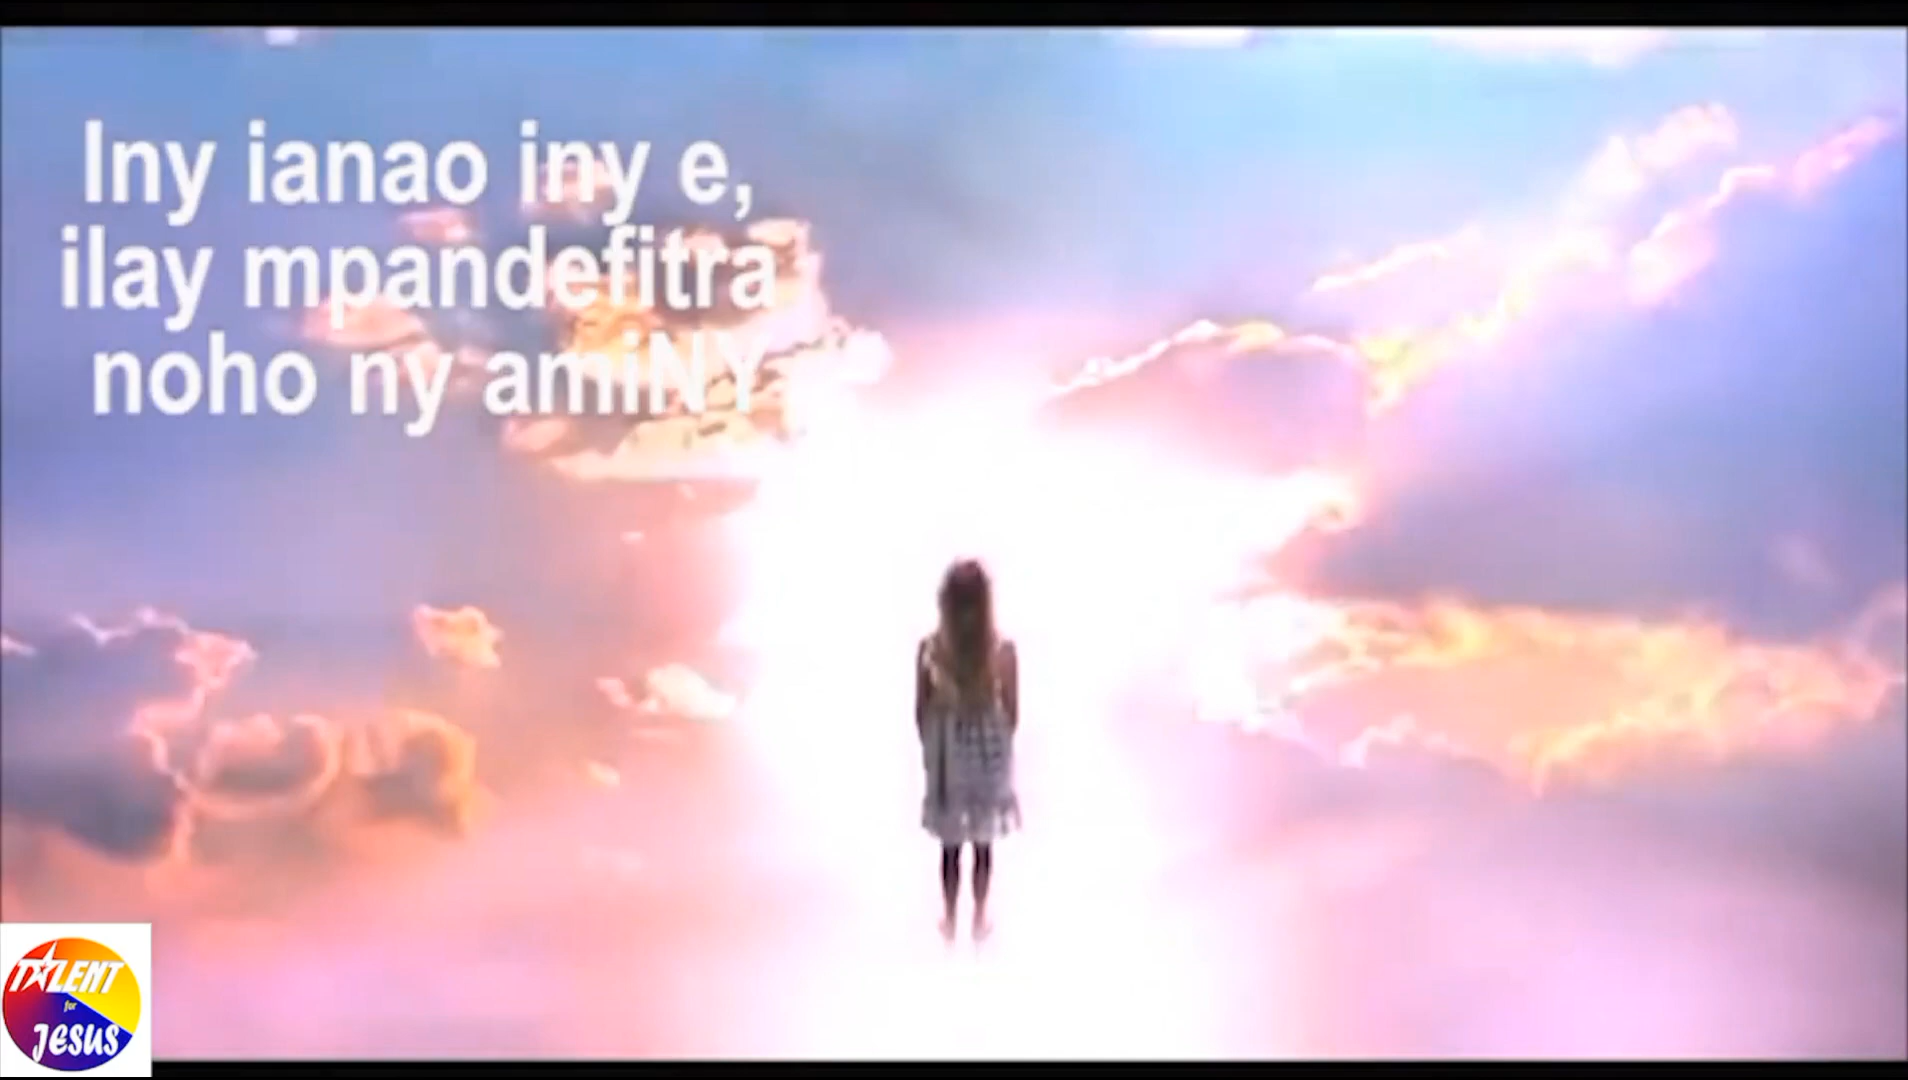 Iny ianao iny e,
ilay mpandefitra
noho ny amiNY
TALENT
for
JESUS